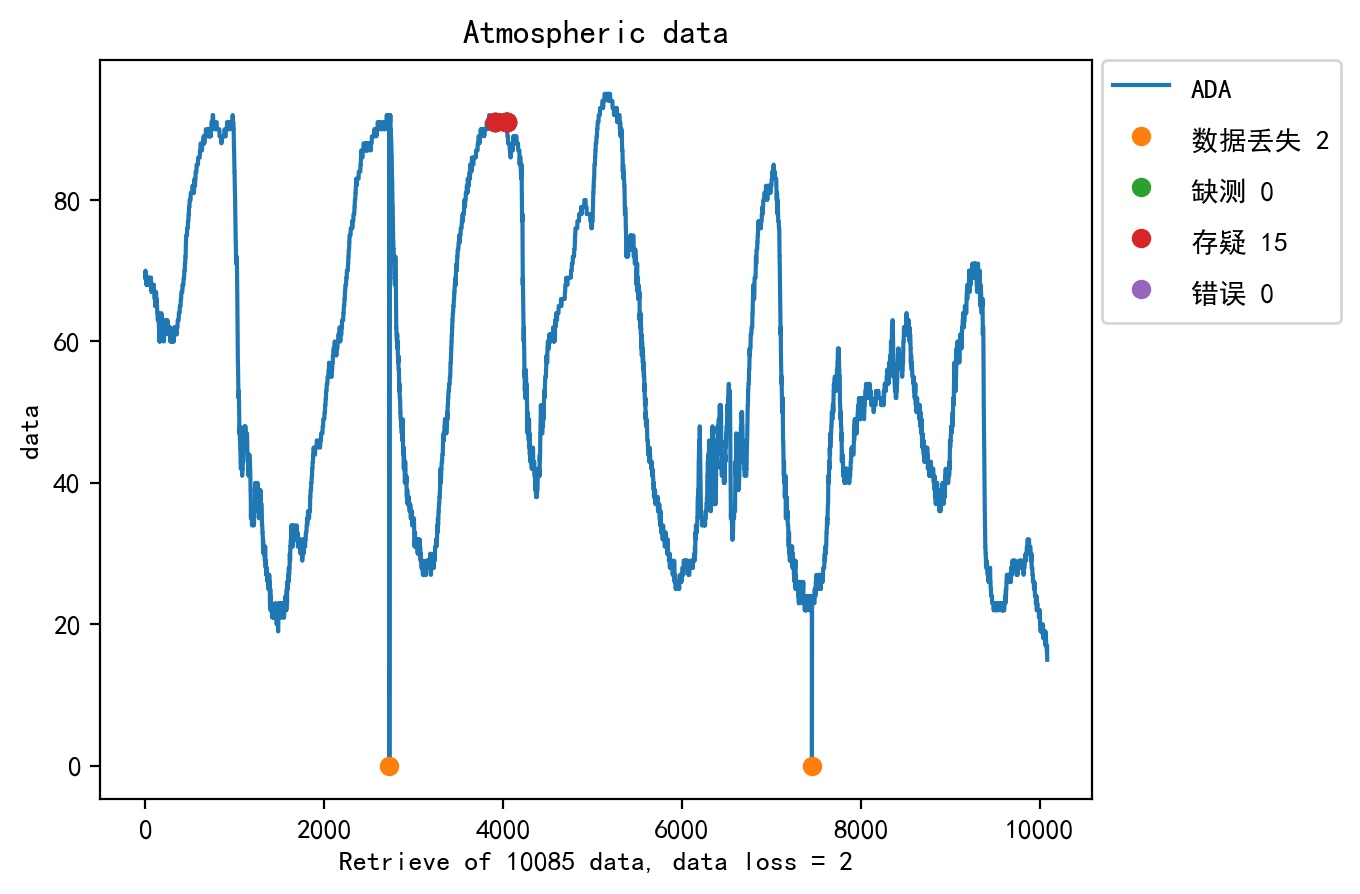 Atmospheric data
ADA
数据丢失 2
缺测 0
存疑 15
错误 0
data
80
60
40
20
0
0 2000 4000 6000 8000 10000
Retrieve of 10085 data, data loss = 2